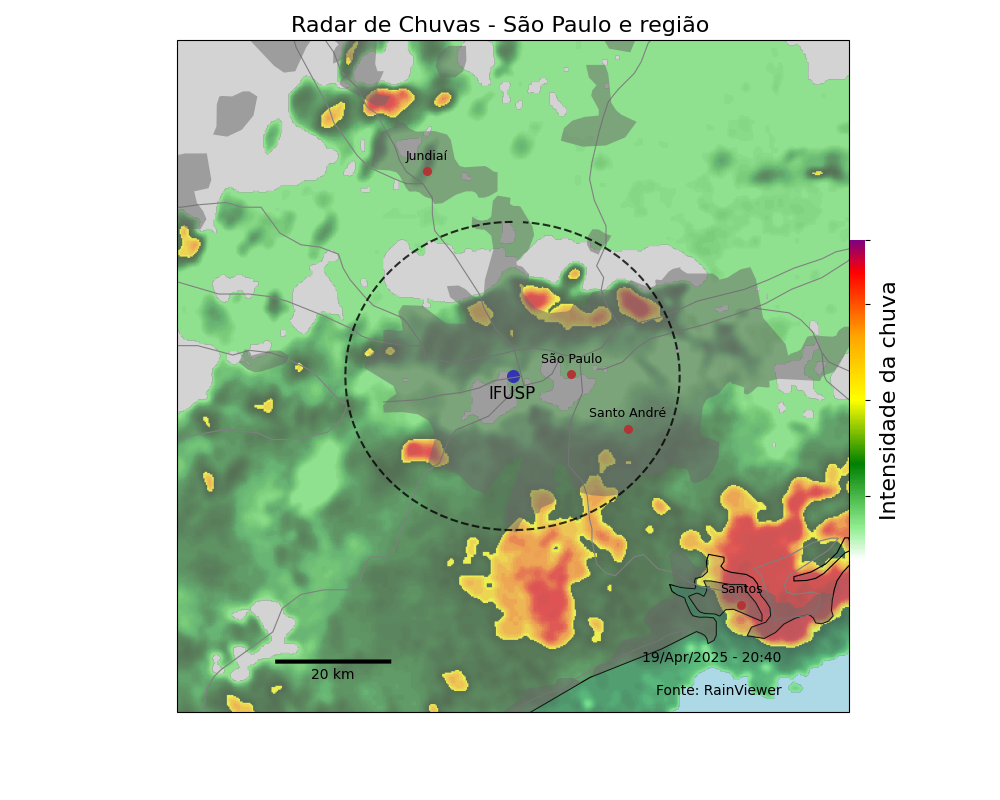 Radar de Chuvas - São Paulo e região
Jundiaí
São Paulo
IFUSP
Santo André
Intensidade da chuva
Santos
19/Apr/2025 - 20:40
20 km
Fonte: RainViewer